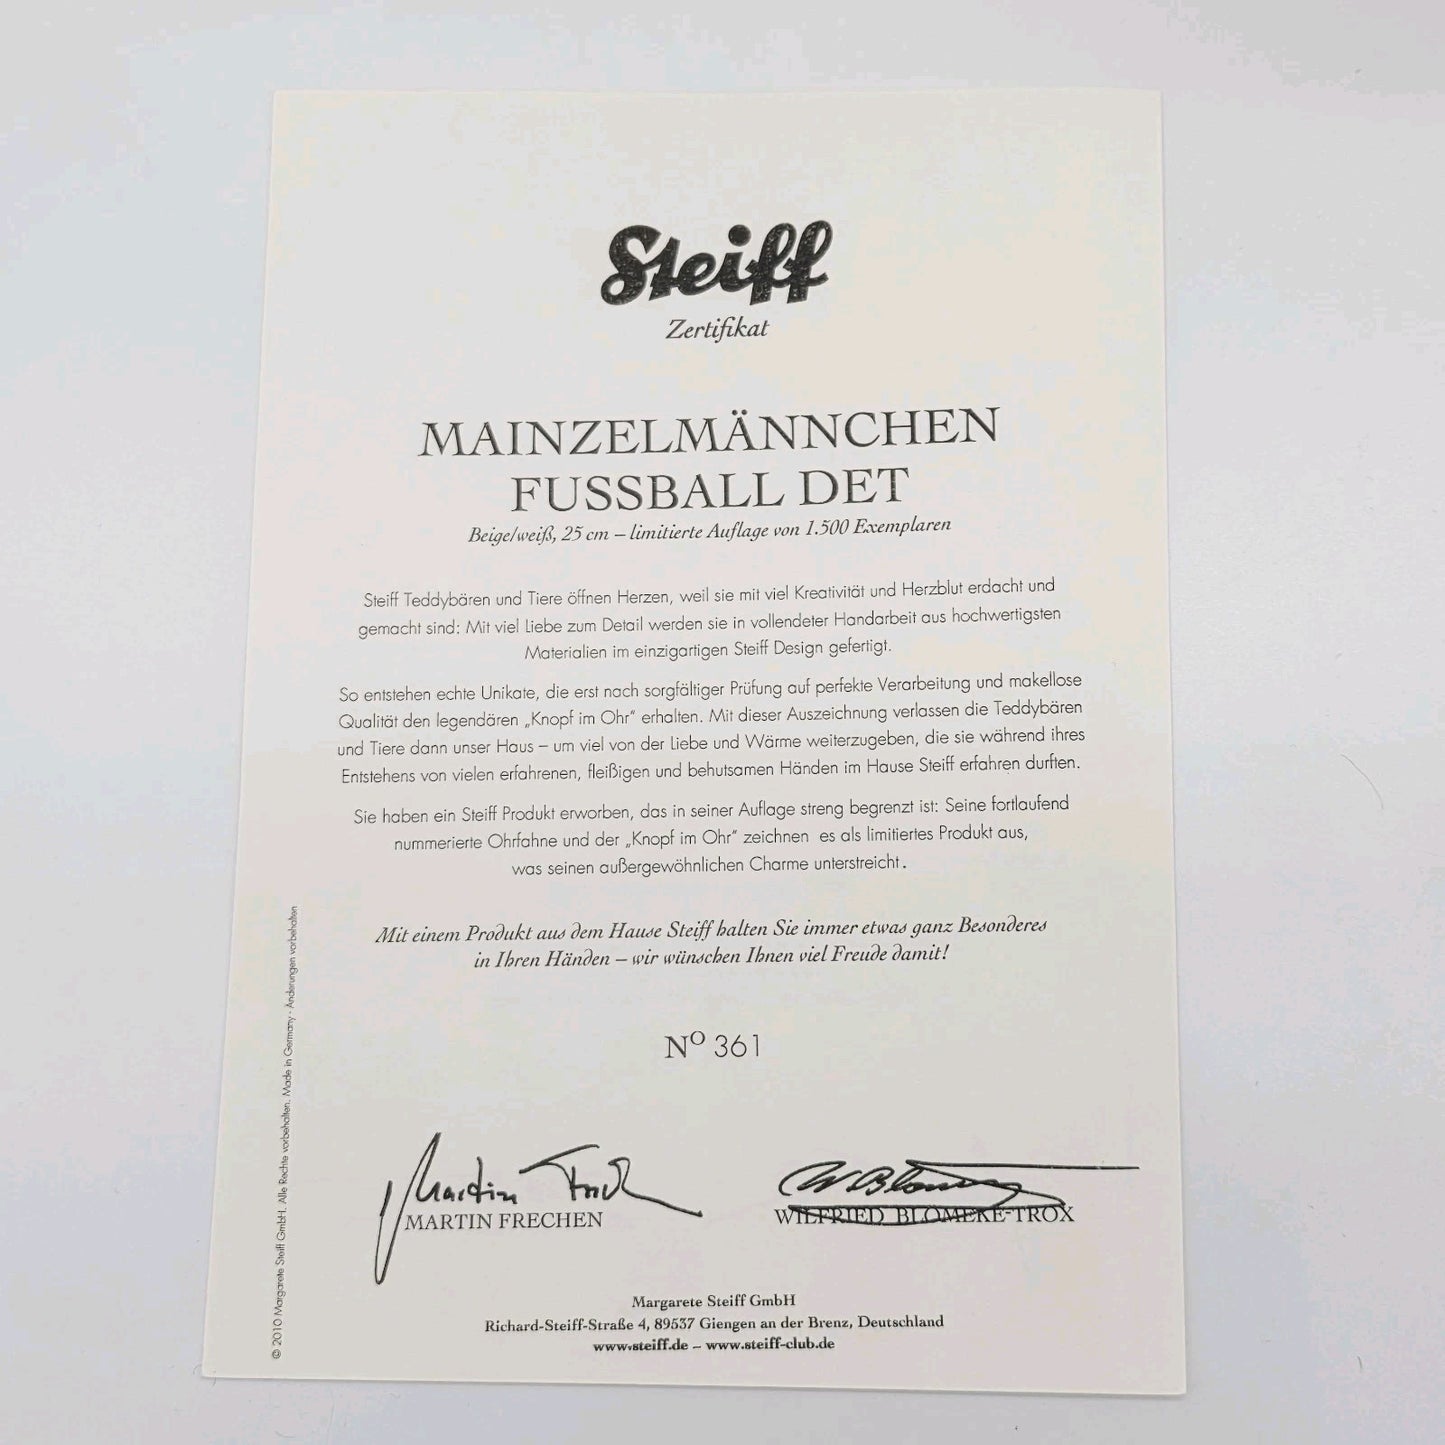 Steiff
Zertifikat
MAINZELMÄNNCHEN
FUSSBALL DET
Beige/weiß, 25 cm – limitierte Auflage von 1.500 Exemplaren
Steiff Teddybären und Tiere öffnen Herzen, weil sie mit viel Kreativität und Herzblut erdacht und
gemacht sind: Mit viel Liebe zum Detail werden sie in vollendeter Handarbeit aus hochwertigsten
Materialien im einzigartigen Steiff Design gefertigt.
So entstehen echte Unikate, die erst nach sorgfältiger Prüfung auf perfekte Verarbeitung und makellose
Qualität den legendären „Knopf im Ohr“ erhalten. Mit dieser Auszeichnung verlassen die Teddybären
und Tiere dann unser Haus – um viel von der Liebe und Wärme weiterzugeben, die sie während ihres
Entstehens von vielen erfahrenen, fleißigen und behutsamen Händen im Hause Steiff erfahren durften.
Sie haben ein Steiff Produkt erworben, das in seiner Auflage streng begrenzt ist: Seine fortlaufend
nummerierte Ohrfahne und der „Knopf im Ohr“ zeichnen es als limitiertes Produkt aus,
was seinen außergewöhnlichen Charme unterstreicht.
Mit einem Produkt aus dem Hause Steiff halten Sie immer etwas ganz Besonderes
in Ihren Händen – wir wünschen Ihnen viel Freude damit!
Nº 361
MARTIN FRECHEN
WILFRIED BLÖMEKE-TROX
Margarete Steiff GmbH
Richard-Steiff-Straße 4, 89537 Giengen an der Brenz, Deutschland
www.steiff.de – www.steiff-club.de
© 2010 Margarete Steiff GmbH. Alle Rechte vorbehalten. Made in Germany · Änderungen vorbehalten